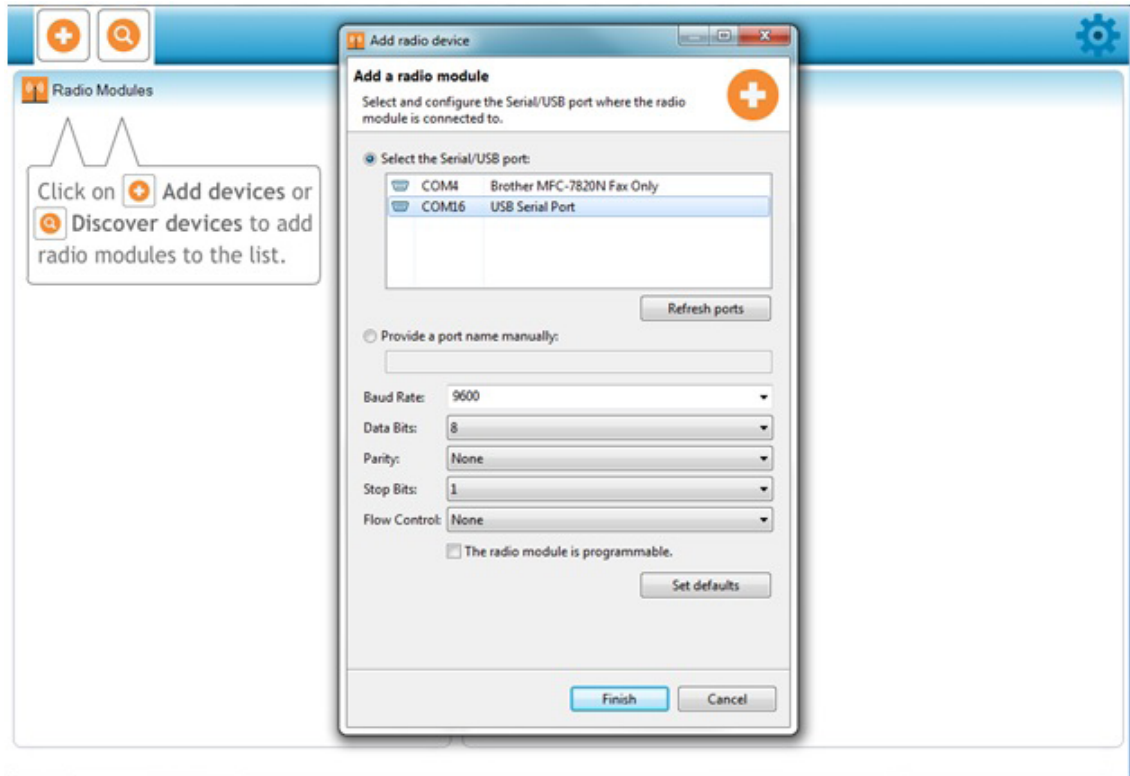 Add radio device
Add a radio module
Select and configure the Serial/USB port where the radio
module is connected to.
Radio Modules
Click on Add devices or
Discover devices to add
radio modules to the list.
Select the Serial/USB port:
COM4 Brother MFC-7820N Fax Only
COM16 USB Serial Port
Refresh ports
Provide a port name manually:
Baud Rate: 9600
Data Bits: 8
Parity: None
Stop Bits: 1
Flow Control: None
The radio module is programmable.
Set defaults
Finish Cancel